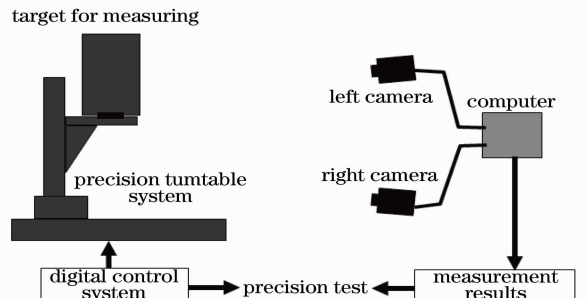 target for measuring
left camera
computer
right camera
precision tumtable
system
digital control
system
precision test
measurement
results